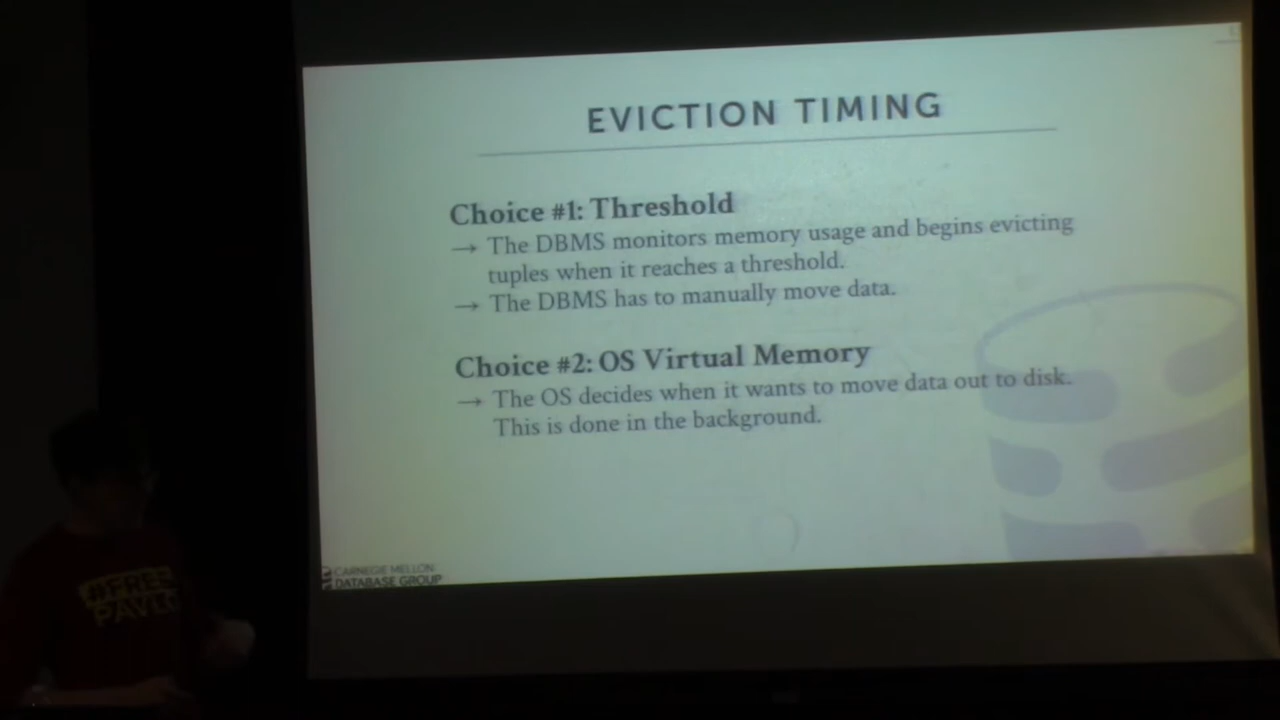 EVICTION TIMING
Choice #1: Threshold
→ The DBMS monitors memory usage and begins evicting
tuples when it reaches a threshold.
→ The DBMS has to manually move data.
Choice #2: OS Virtual Memory
→ The OS decides when it wants to move data out to disk.
This is done in the background.
CARNEGIE MELLON
DATABASE GROUP
#FREE
PAVLO